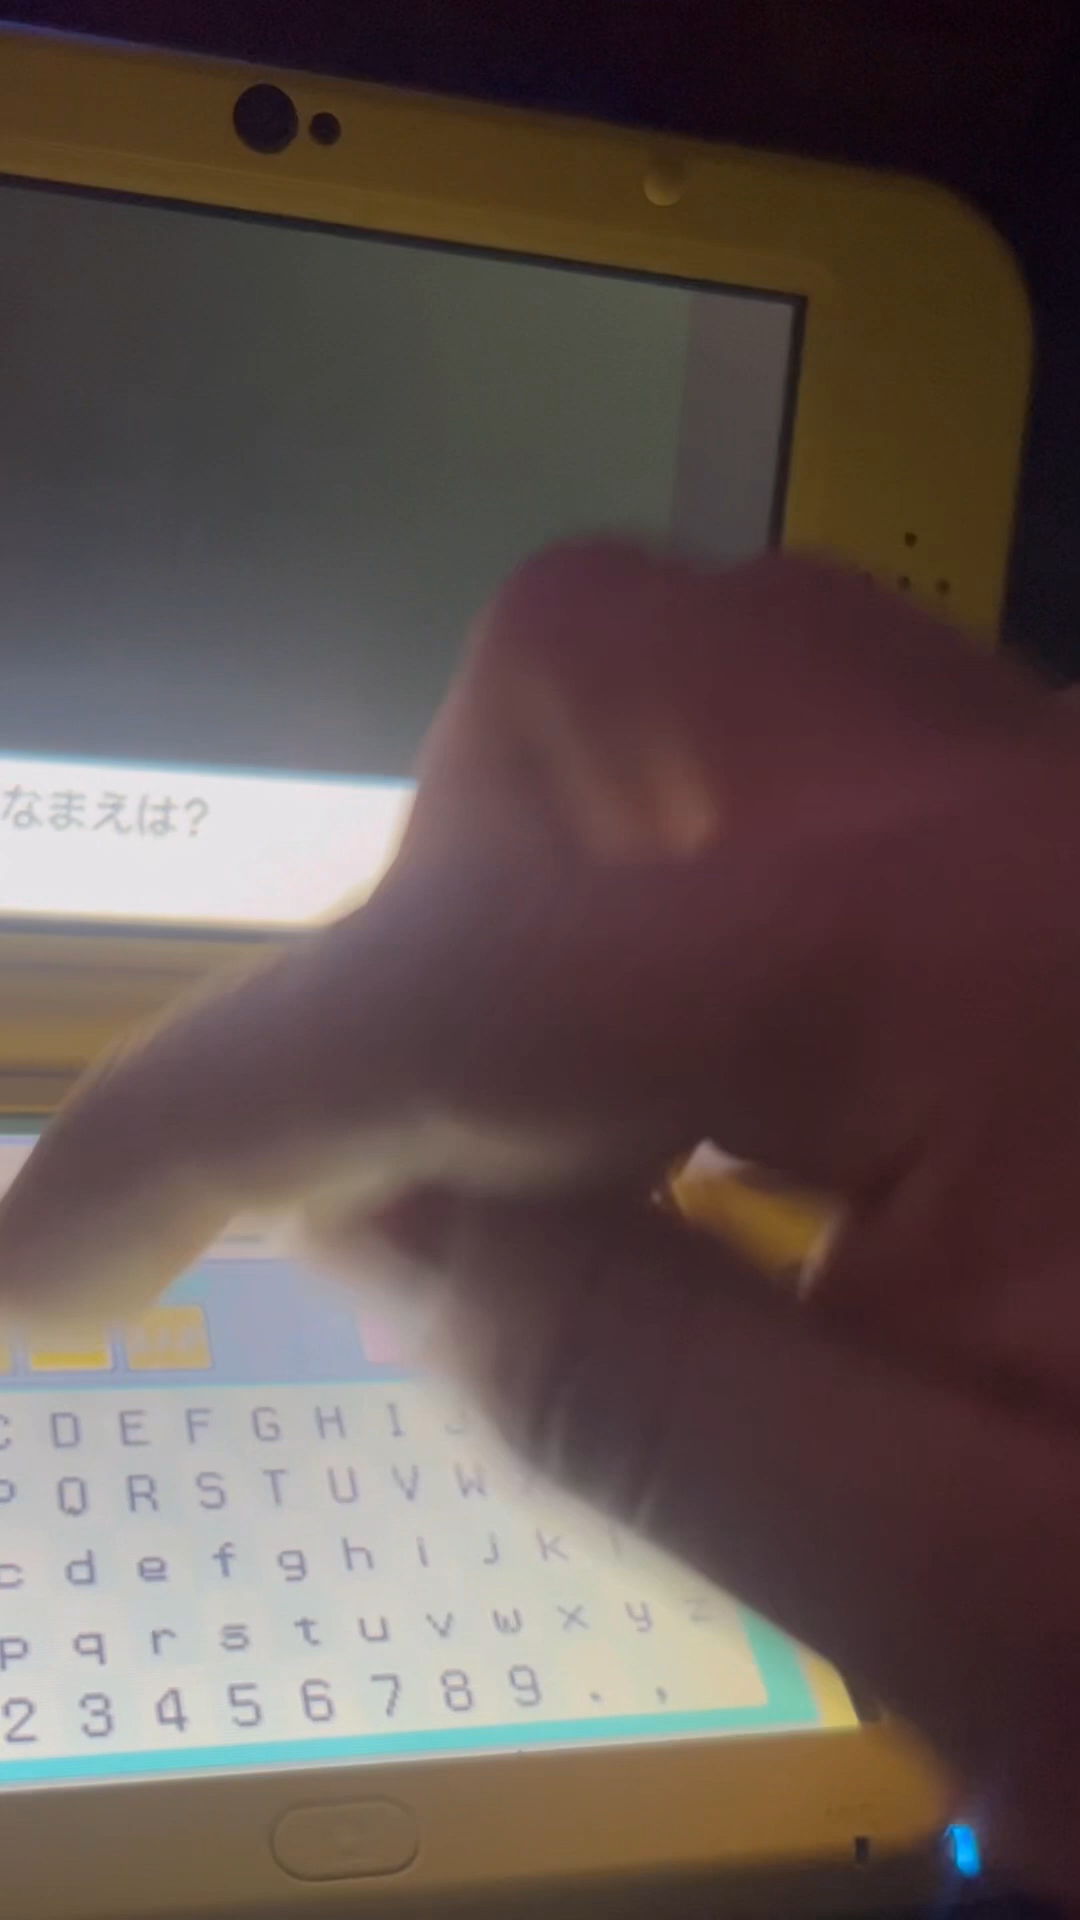 なまえは?
D E F G H I
Q R S T U V W
c d e f g h i j k
p q r s t u v w x y z
2 3 4 5 6 7 8 9 . ,